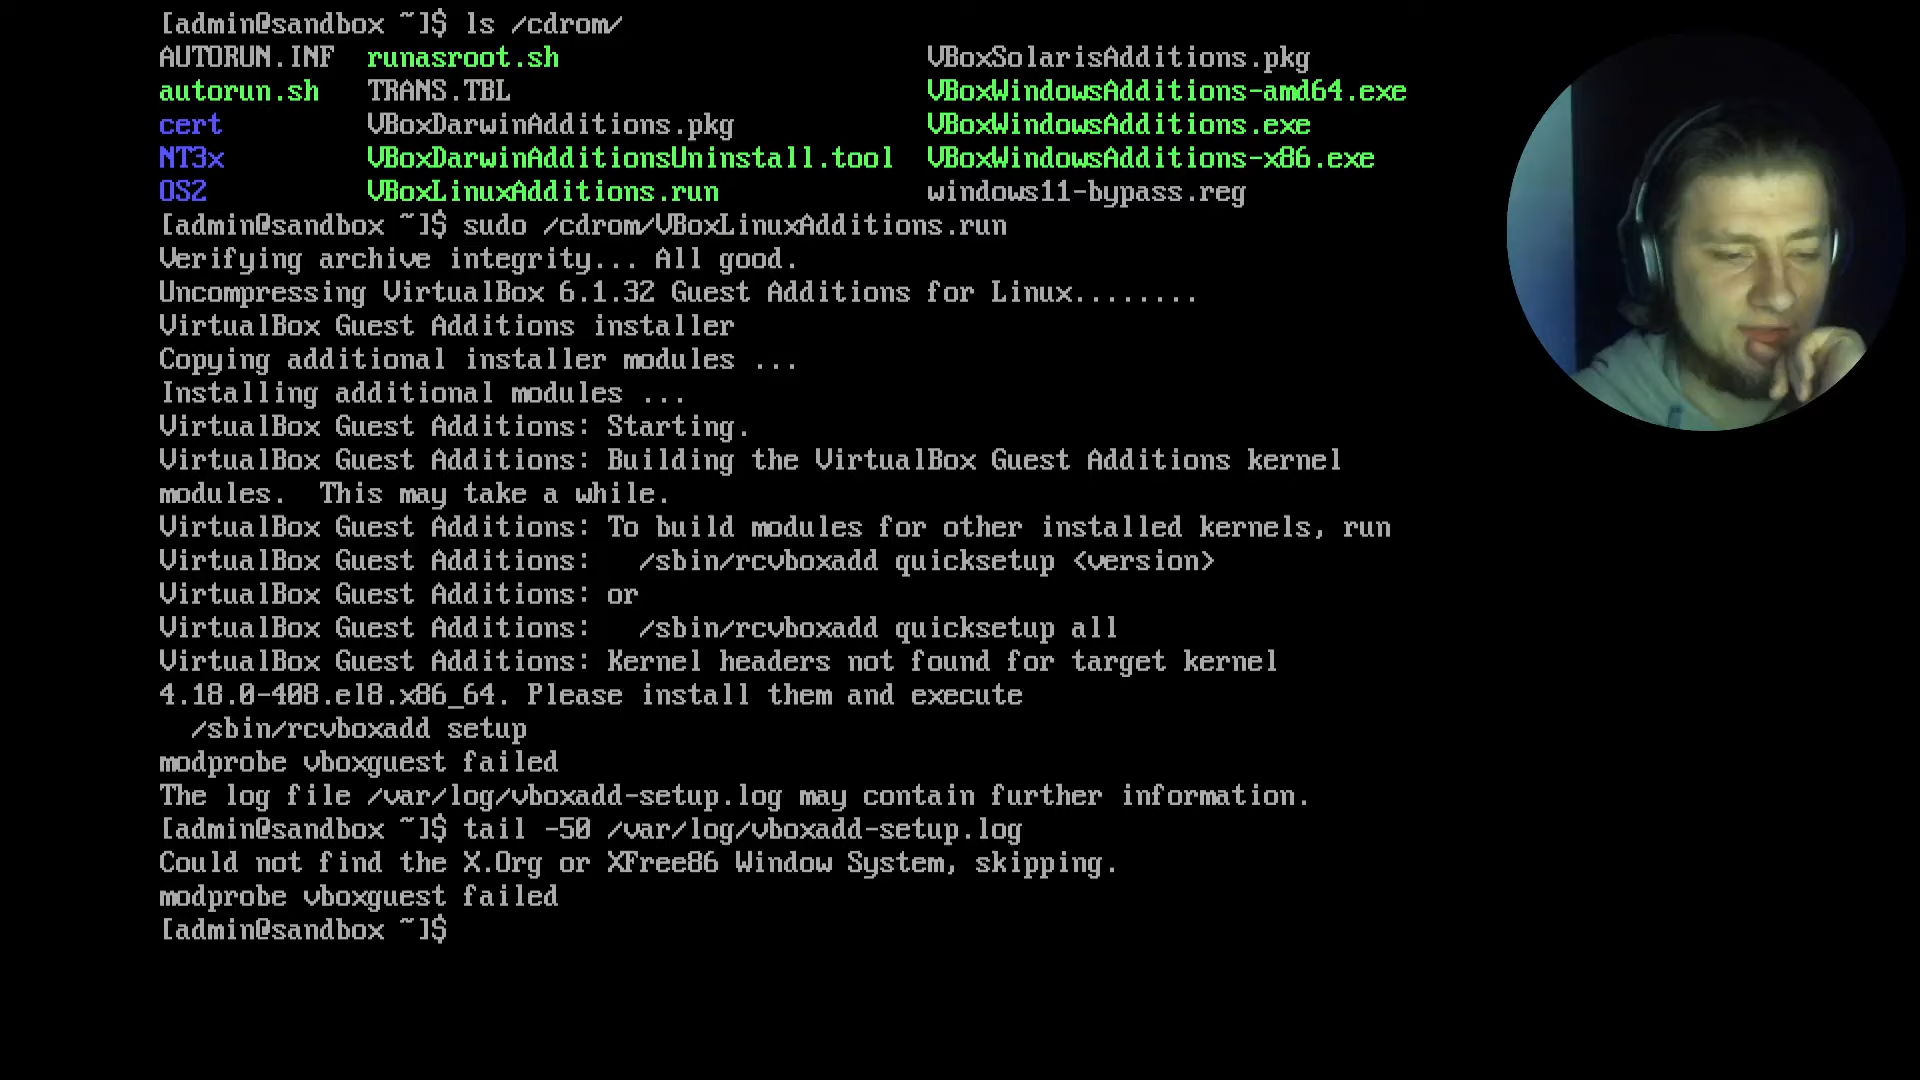 [admin@sandbox ~]$ ls /cdrom/
AUTORUN.INF  runasroot.sh                       VBoxSolarisAdditions.pkg
autorun.sh   TRANS.TBL                          VBoxWindowsAdditions-amd64.exe
cert         VBoxDarwinAdditions.pkg            VBoxWindowsAdditions.exe
NT3x         VBoxDarwinAdditionsUninstall.tool  VBoxWindowsAdditions-x86.exe
OS2          VBoxLinuxAdditions.run             windows11-bypass.reg
[admin@sandbox ~]$ sudo /cdrom/VBoxLinuxAdditions.run
Verifying archive integrity... All good.
Uncompressing VirtualBox 6.1.32 Guest Additions for Linux........
VirtualBox Guest Additions installer
Copying additional installer modules ...
Installing additional modules ...
VirtualBox Guest Additions: Starting.
VirtualBox Guest Additions: Building the VirtualBox Guest Additions kernel
modules.  This may take a while.
VirtualBox Guest Additions: To build modules for other installed kernels, run
VirtualBox Guest Additions:   /sbin/rcvboxadd quicksetup <version>
VirtualBox Guest Additions: or
VirtualBox Guest Additions:   /sbin/rcvboxadd quicksetup all
VirtualBox Guest Additions: Kernel headers not found for target kernel
4.18.0-408.el8.x86_64. Please install them and execute
  /sbin/rcvboxadd setup
modprobe vboxguest failed
The log file /var/log/vboxadd-setup.log may contain further information.
[admin@sandbox ~]$ tail -50 /var/log/vboxadd-setup.log
Could not find the X.Org or XFree86 Window System, skipping.
modprobe vboxguest failed
[admin@sandbox ~]$